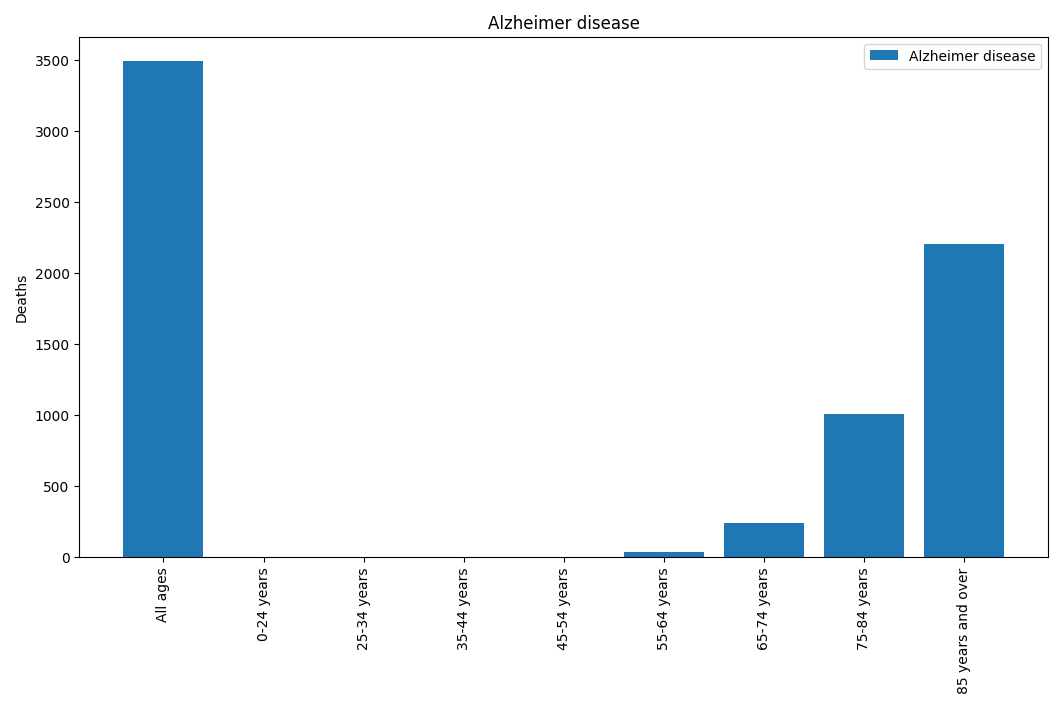 Alzheimer disease
Alzheimer disease
Deaths
3500
3000
2500
2000
1500
1000
500
0
All ages
0-24 years
25-34 years
35-44 years
45-54 years
55-64 years
65-74 years
75-84 years
85 years and over